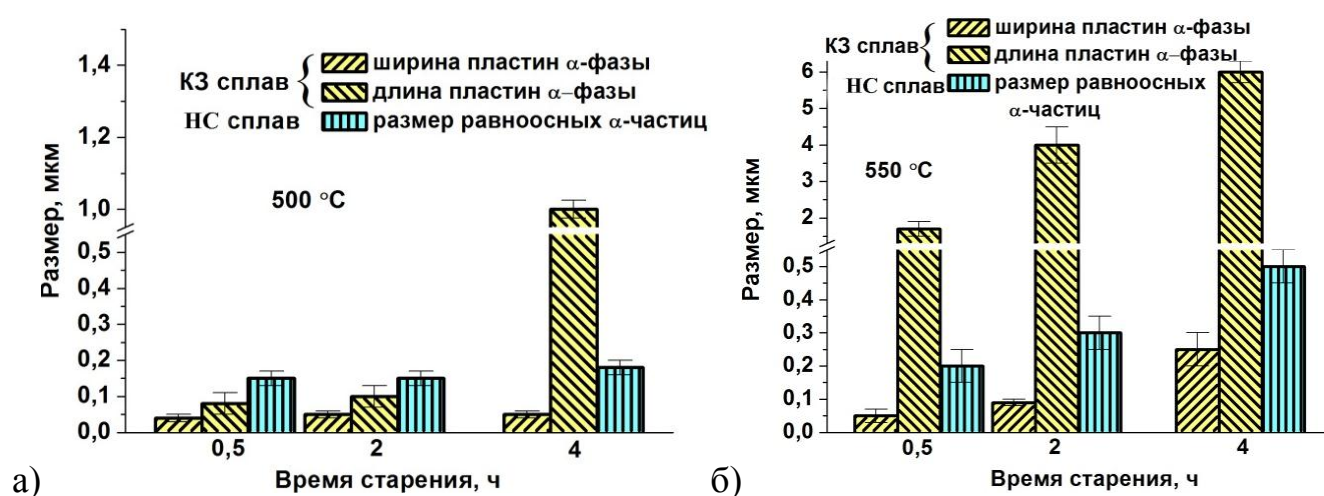 1,4
1,2
1,0
0,5
0,4
0,3
0,2
0,1
0,0
Размер, мкм
КЗ сплав
ширина пластин α-фазы
длина пластин α–фазы
НС сплав
размер равноосных α-частиц
500 °C
0,5 2 4
Время старения, ч
а)
6
5
4
3
2
0,5
0,4
0,3
0,2
0,1
0,0
Размер, мкм
КЗ сплав
ширина пластин α-фазы
длина пластин α–фазы
НС сплав
размер равноосных
α-частиц
550 °C
0,5 2 4
Время старения, ч
б)